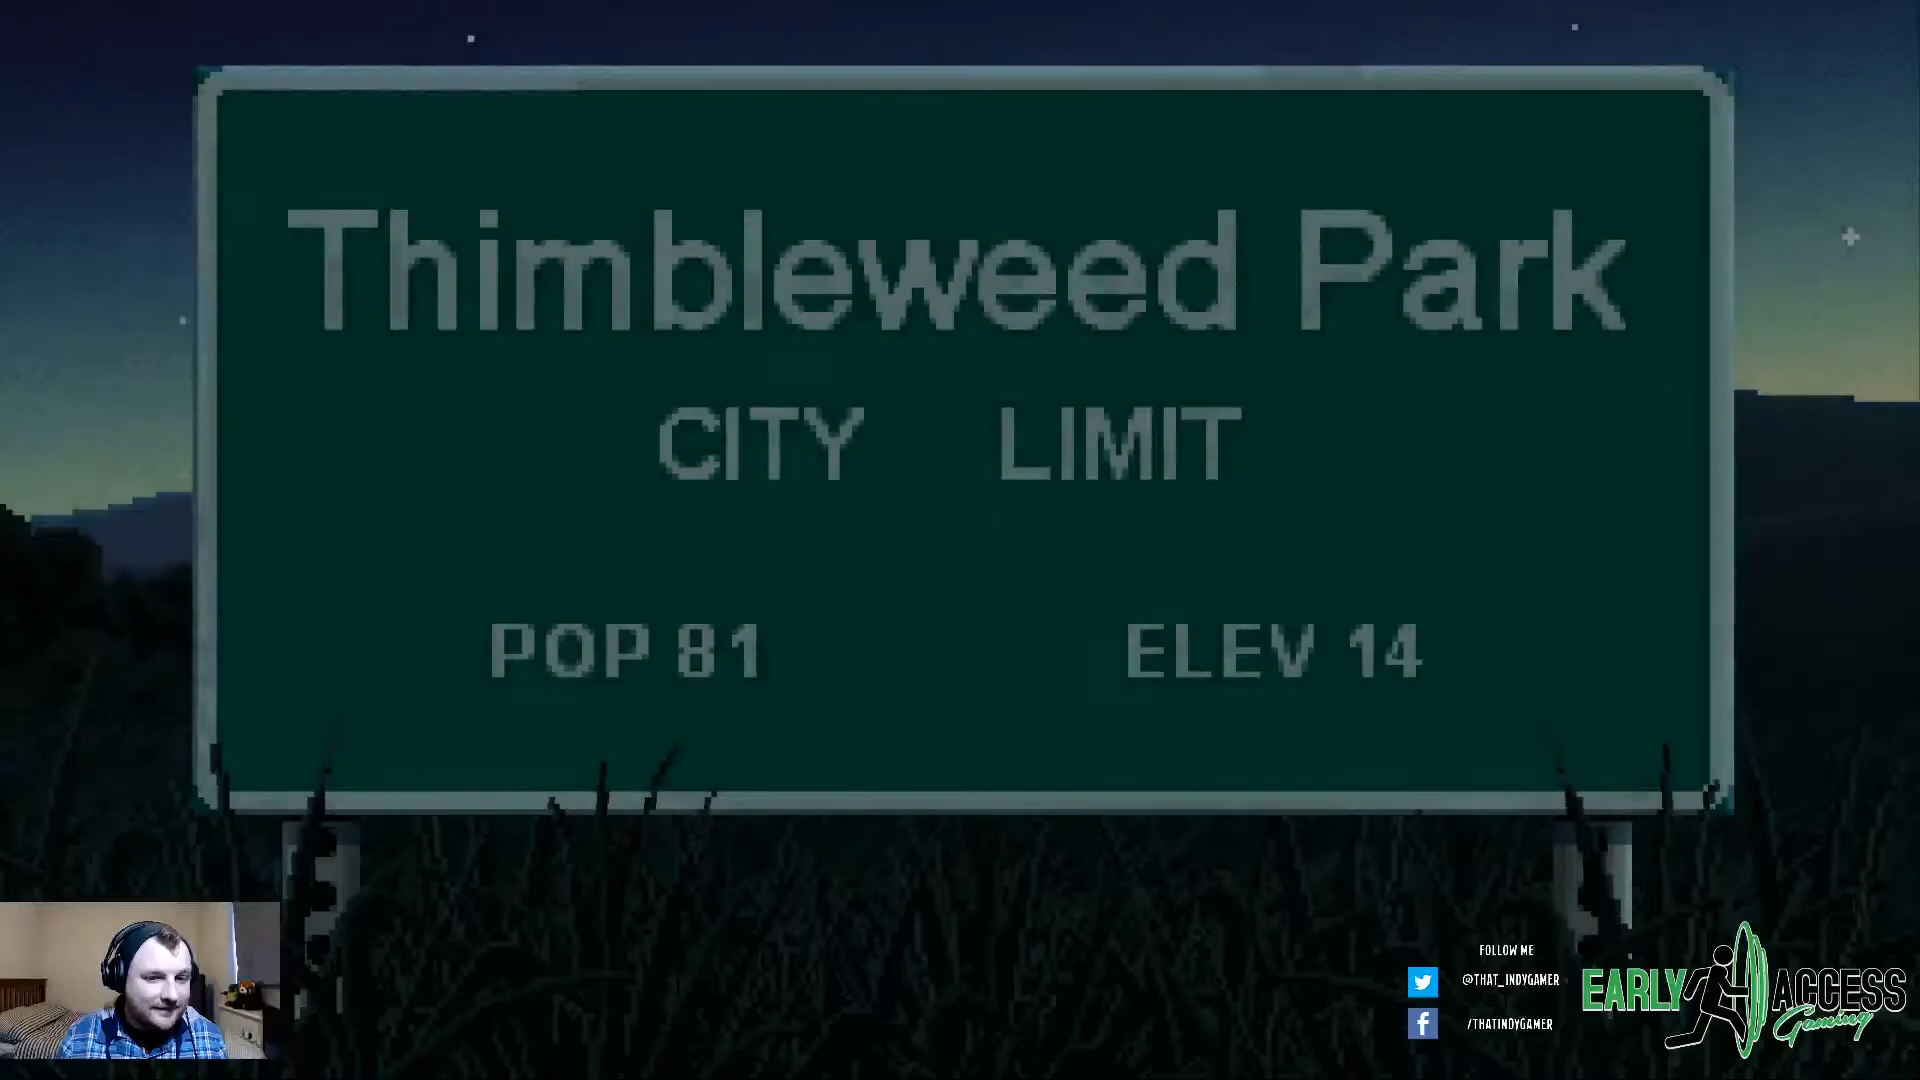 Thimbleweed Park
CITY LIMIT
POP 81
ELEV 14
FOLLOW ME
@THAT_INDYGAMER
/THATINDYGAMER
EARLY ACCESS
Gaming